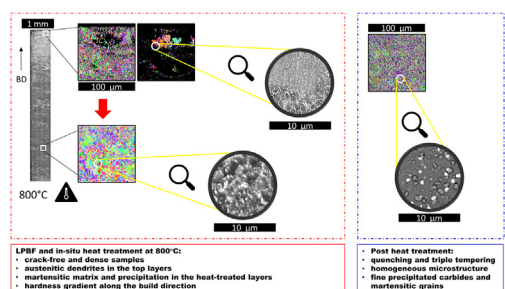 1 mm
BD
100 µm
10 µm
800°C
10 µm
100 µm
10 µm
LPBF and in-situ heat treatment at 800°C:
• crack-free and dense samples
• austenitic dendrites in the top layers
• martensitic matrix and precipitation in the heat-treated layers
• hardness gradient along the build direction
Post heat treatment:
• quenching and triple tempering
• homogeneous microstructure
• fine precipitated carbides and
martensitic grains